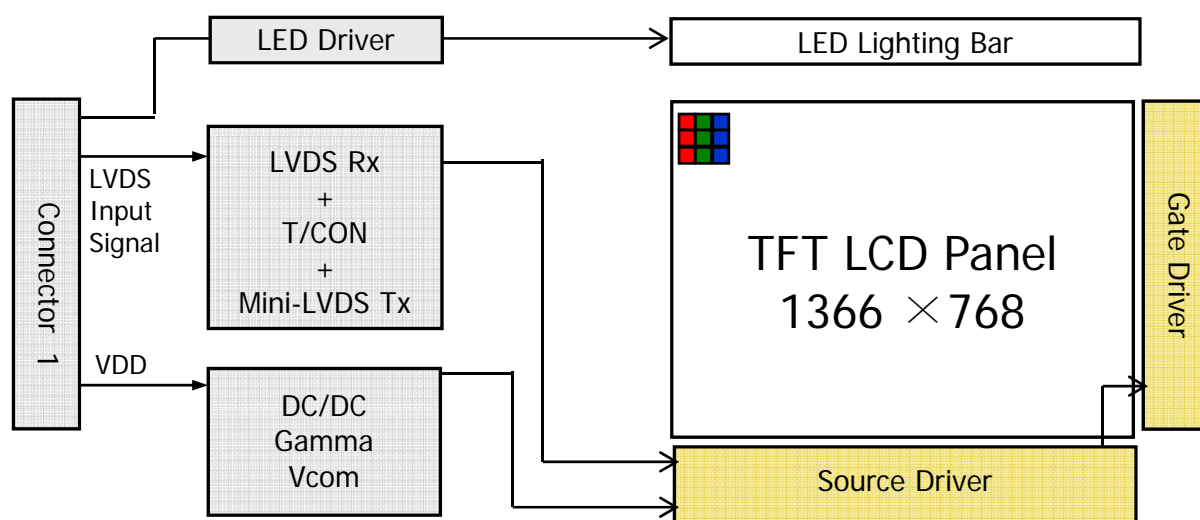 LED Driver
LED Lighting Bar
Connector 1
LVDS
Input
Signal
LVDS Rx
+
T/CON
+
Mini-LVDS Tx
TFT LCD Panel
1366 ×768
Gate Driver
VDD
DC/DC
Gamma
Vcom
Source Driver